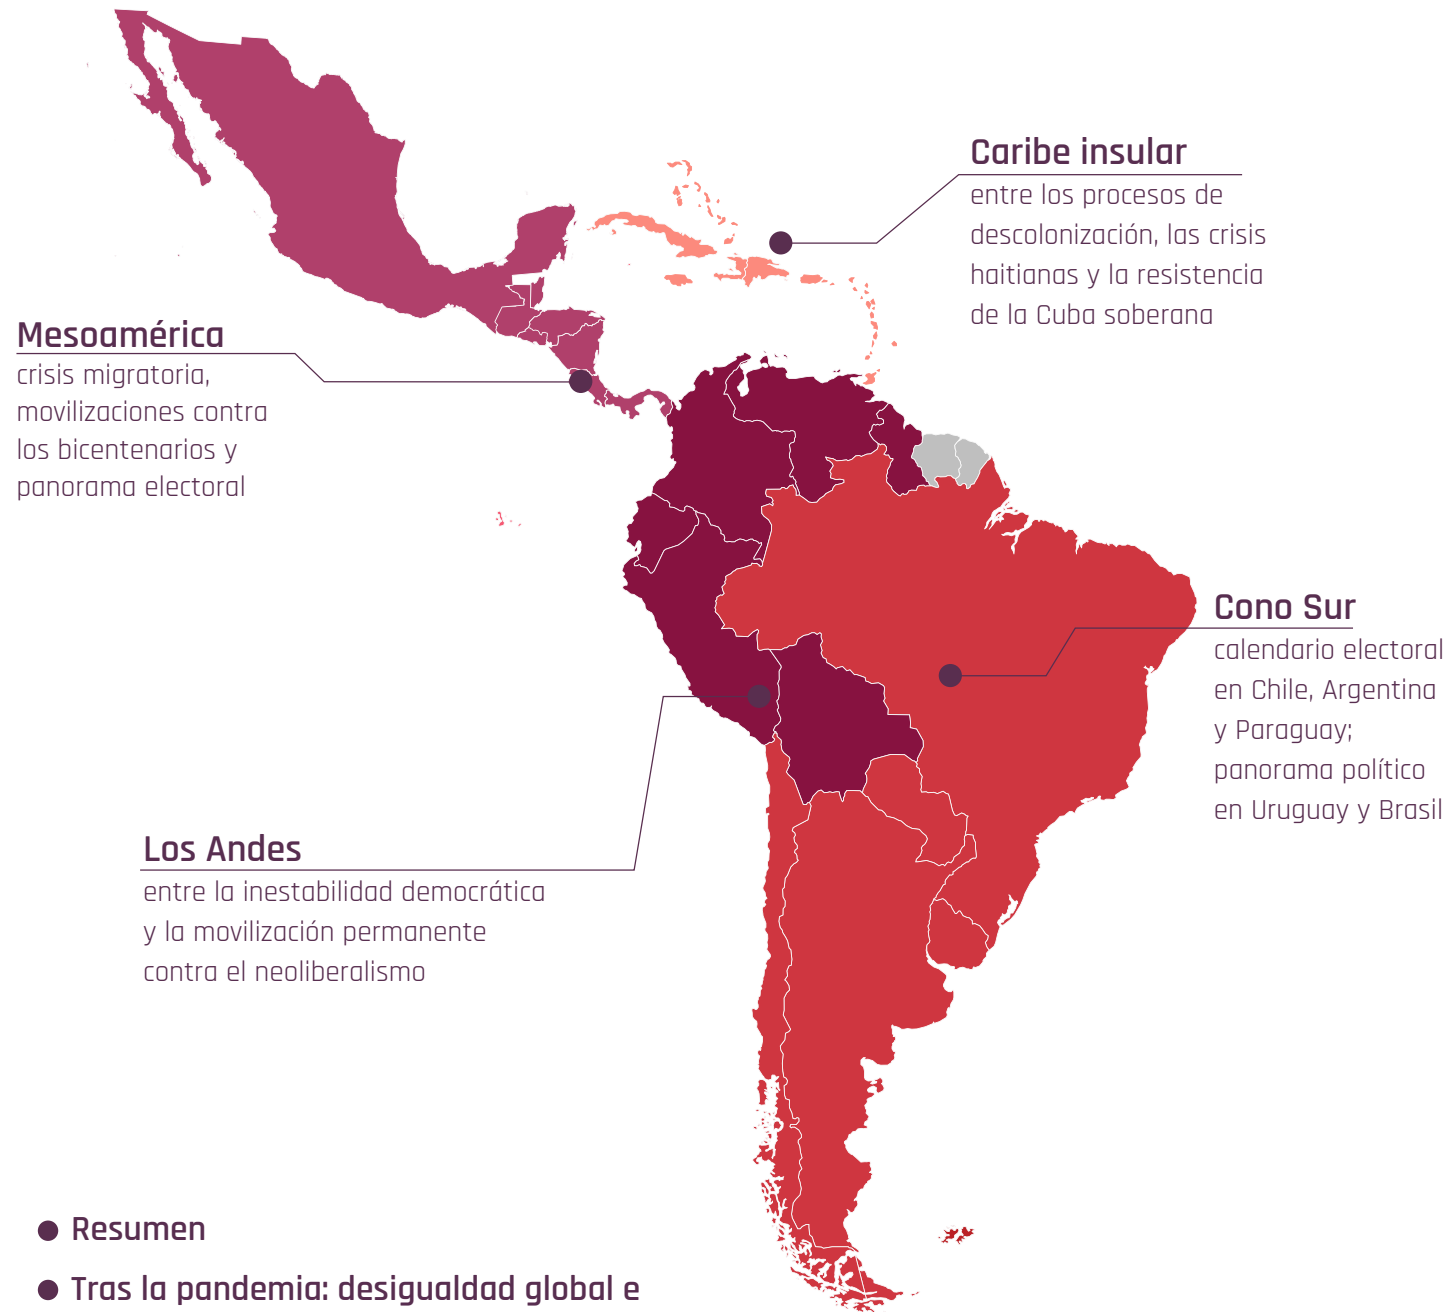 Caribe insular
entre los procesos de
descolonización, las crisis
haitianas y la resistencia
de la Cuba soberana
Mesoamérica
crisis migratoria,
movilizaciones contra
los bicentenarios y
panorama electoral
Cono Sur
calendario electoral
en Chile, Argentina
y Paraguay;
panorama político
en Uruguay y Brasil
Los Andes
entre la inestabilidad democrática
y la movilización permanente
contra el neoliberalismo
● Resumen
● Tras la pandemia: desigualdad global e